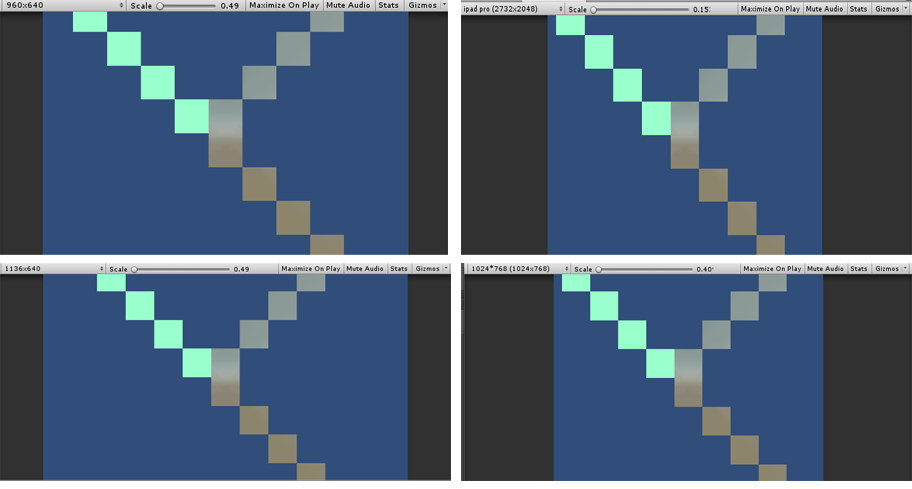 960x640 Scale 0.49 Maximize On Play Mute Audio Stats Gizmos
ipad pro (2732x2048) Scale 0.15 Maximize On Play Mute Audio Stats Gizmos
1136x640 Scale 0.49 Maximize On Play Mute Audio Stats Gizmos
1024*768 (1024x768) Scale 0.40 Maximize On Play Mute Audio Stats Gizmos